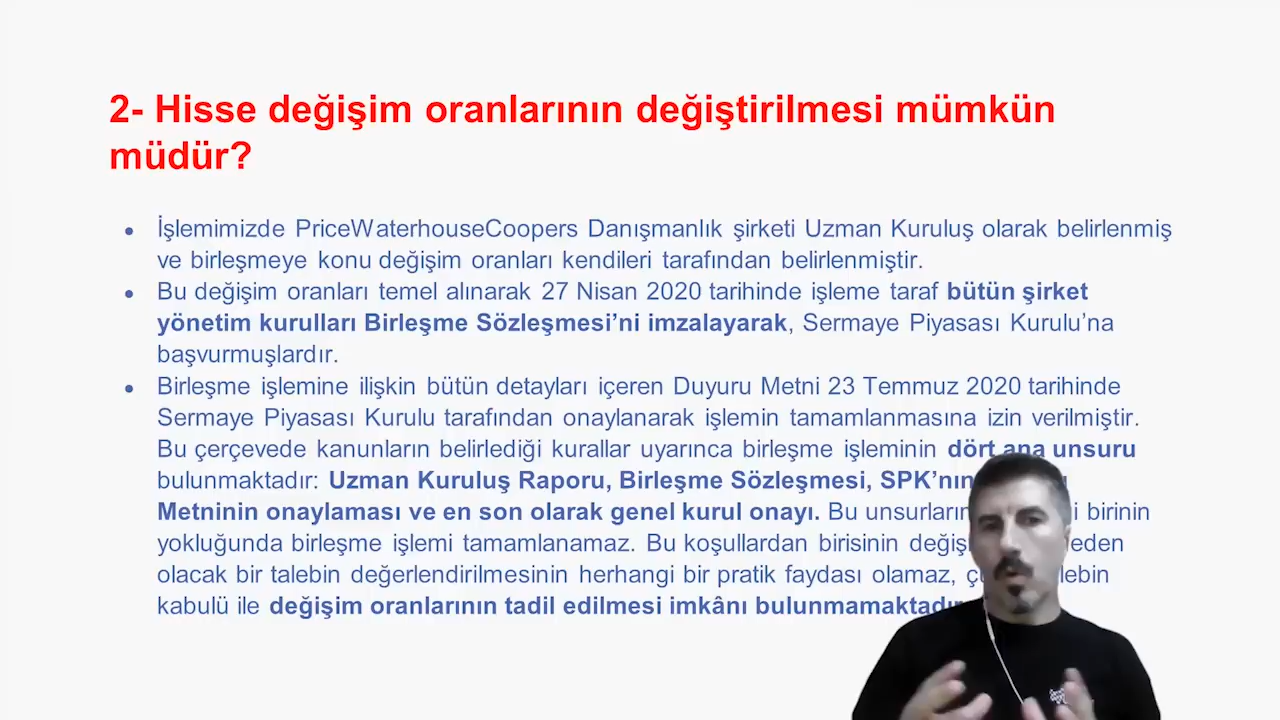 2- Hisse değişim oranlarının değiştirilmesi mümkün
müdür?
● İşlemimizde PriceWaterhouseCoopers Danışmanlık şirketi Uzman Kuruluş olarak belirlenmiş
ve birleşmeye konu değişim oranları kendileri tarafından belirlenmiştir.
● Bu değişim oranları temel alınarak 27 Nisan 2020 tarihinde işleme taraf bütün şirket
yönetim kurulları Birleşme Sözleşmesi’ni imzalayarak, Sermaye Piyasası Kurulu’na
başvurmuşlardır.
● Birleşme işlemine ilişkin bütün detayları içeren Duyuru Metni 23 Temmuz 2020 tarihinde
Sermaye Piyasası Kurulu tarafından onaylanarak işlemin tamamlanmasına izin verilmiştir.
Bu çerçevede kanunların belirlediği kurallar uyarınca birleşme işleminin dört ana unsuru
bulunmaktadır: Uzman Kuruluş Raporu, Birleşme Sözleşmesi, SPK’nın
Metninin onaylaması ve en son olarak genel kurul onayı. Bu birinin
yokluğunda birleşme işlemi tamamlanamaz. Bu koşullardan birisinin
olacak bir talebin değerlendirilmesinin herhangi bir pratik faydası olamaz,
kabulü ile değişim oranlarının tadil edilmesi imkânı bulunmamaktadır